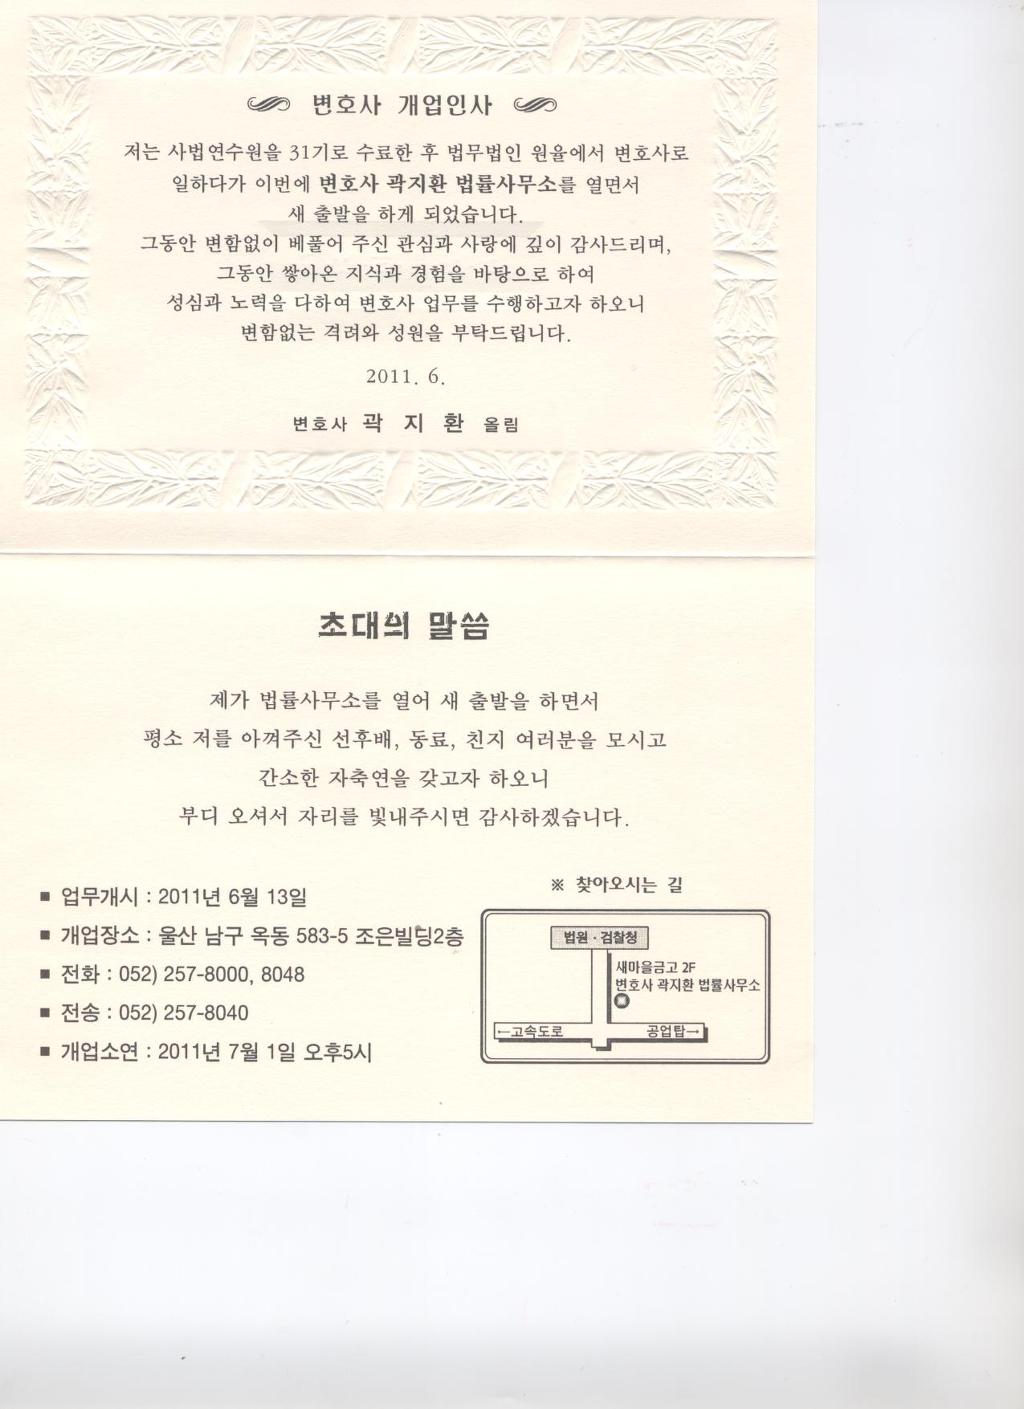 변호사 개업인사
저는 사법연수원을 31기로 수료한 후 법무법인 원율에서 변호사로
일하다가 이번에 변호사 곽지환 법률사무소를 열면서
새 출발을 하게 되었습니다.
그동안 변함없이 베풀어 주신 관심과 사랑에 깊이 감사드리며,
그동안 쌓아온 지식과 경험을 바탕으로 하여
성심과 노력을 다하여 변호사 업무를 수행하고자 하오니
변함없는 격려와 성원을 부탁드립니다.
2011. 6.
변호사 곽 지 환 올림
초대의 말씀
제가 법률사무소를 열어 새 출발을 하면서
평소 저를 아껴주신 선후배, 동료, 친지 여러분을 모시고
간소한 자축연을 갖고자 하오니
부디 오셔서 자리를 빛내주시면 감사하겠습니다.
■ 업무개시 : 2011년 6월 13일
■ 개업장소 : 울산 남구 옥동 583-5 조은빌딩2층
■ 전화 : 052) 257-8000, 8048
■ 전송 : 052) 257-8040
■ 개업소연 : 2011년 7월 1일 오후5시
※ 찾아오시는 길
법원 · 검찰청
새마을금고 2F
변호사 곽지환 법률사무소
←고속도로
공업탑→